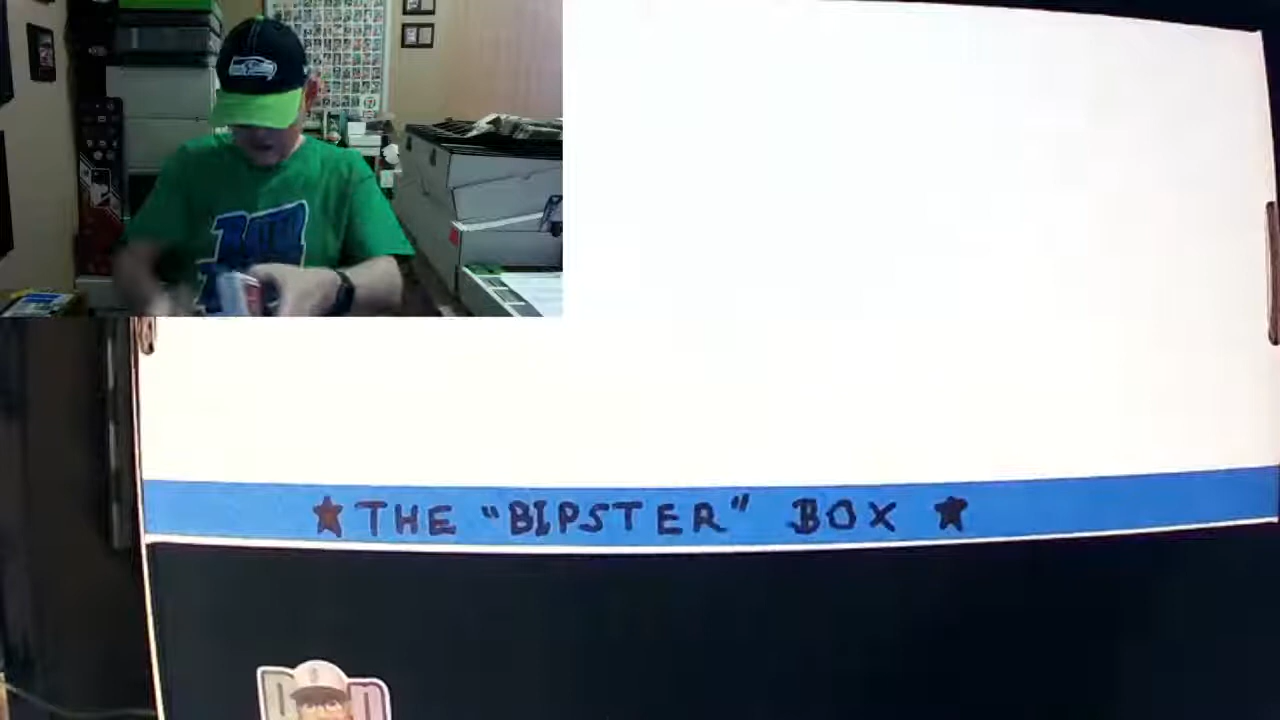 ★THE "BIPSTER" BOX ★